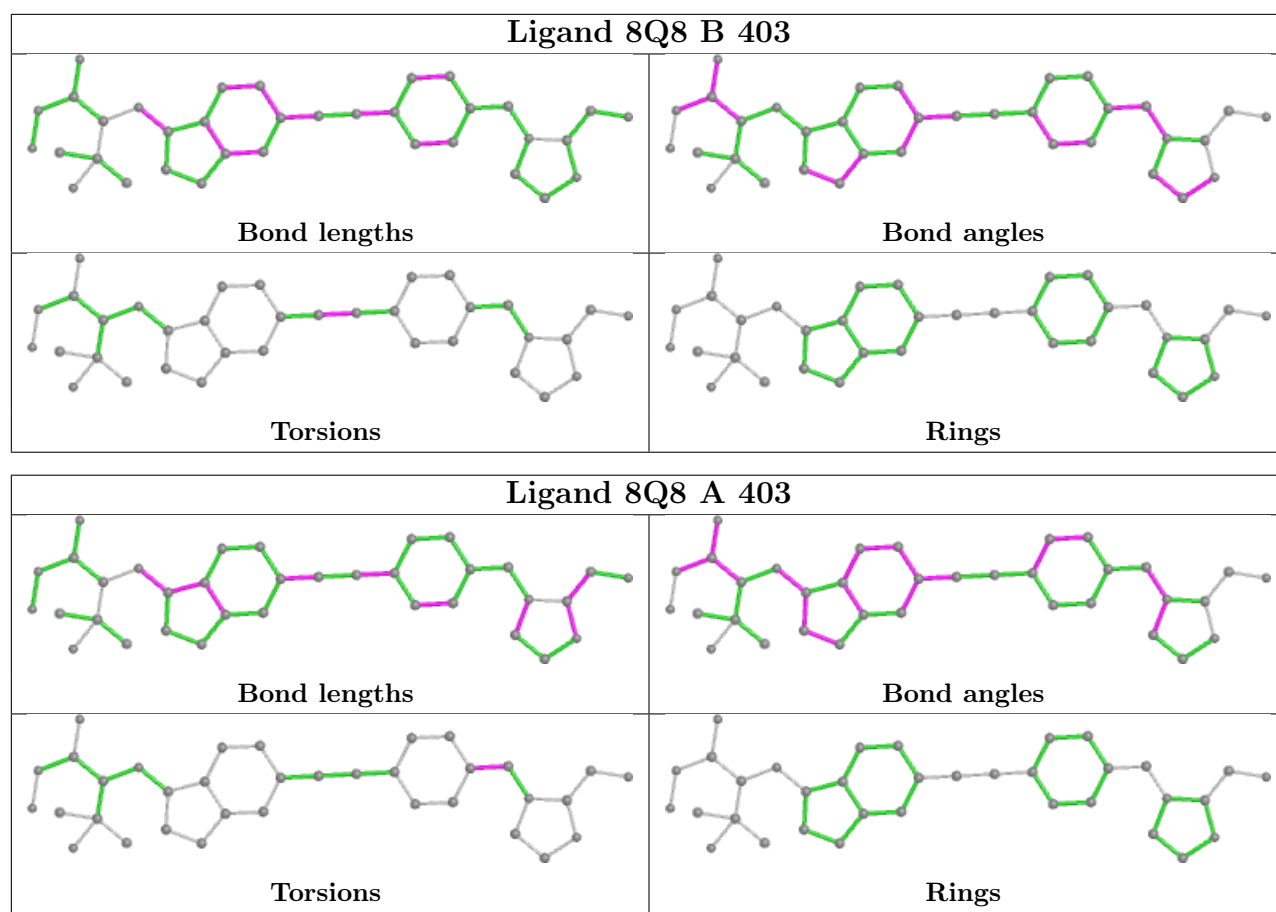 Ligand 8Q8 B 403
Bond lengths
Bond angles
Torsions
Rings
Ligand 8Q8 A 403
Bond lengths
Bond angles
Torsions
Rings